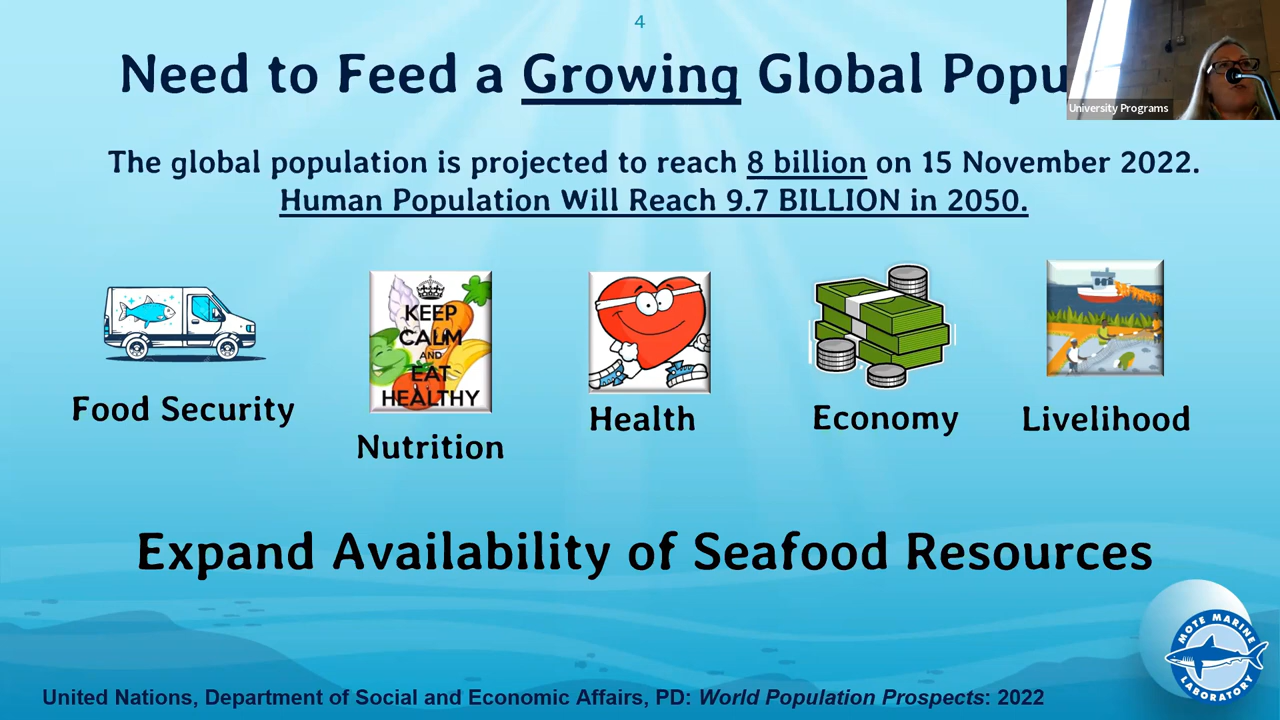 4
Need to Feed a Growing Global Popu
University Programs
The global population is projected to reach 8 billion on 15 November 2022.
Human Population Will Reach 9.7 BILLION in 2050.
KEEP
CALM
AND
EAT
HEALTHY
Food Security
Nutrition
Health
Economy
Livelihood
Expand Availability of Seafood Resources
MOTE MARINE
LABORATORY
United Nations, Department of Social and Economic Affairs, PD: World Population Prospects: 2022